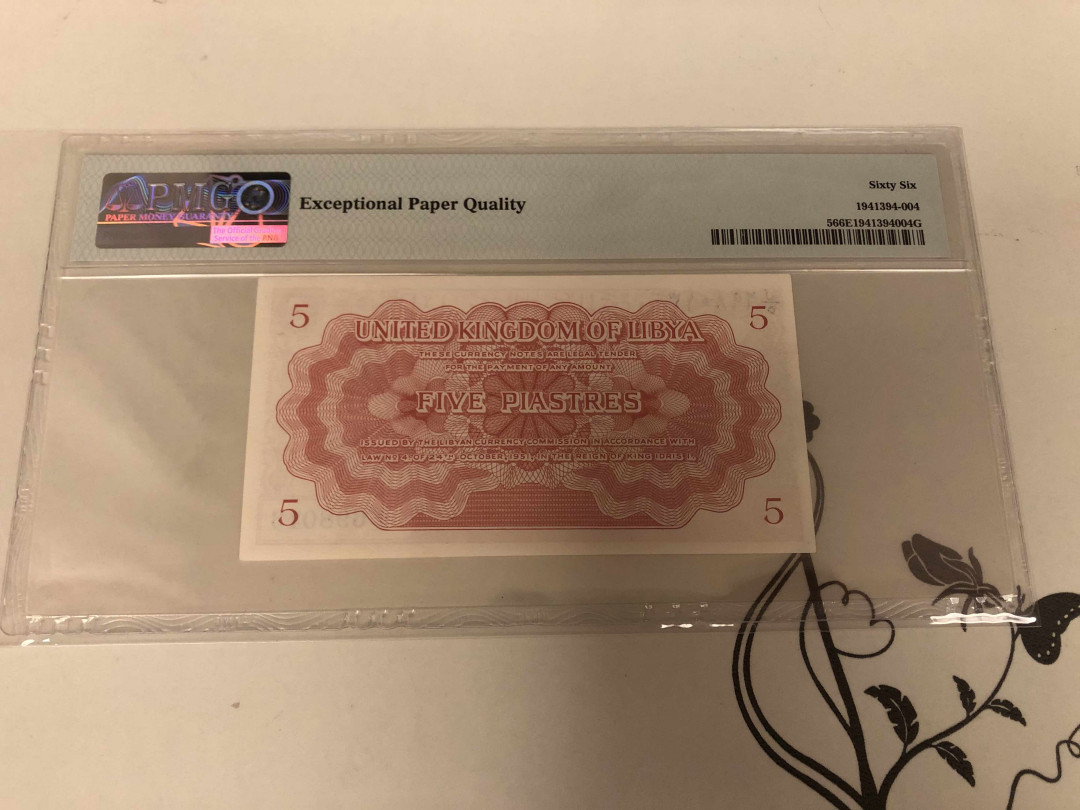 PMG
PAPER MONEY GUARANTY
Exceptional Paper Quality
Sixty Six
1941394-004
566E1941394004G
5 5
UNITED KINGDOM OF LIBYA
THESE CURRENCY NOTES ARE LEGAL TENDER
FOR THE PAYMENT OF ANY AMOUNT
FIVE PIASTRES
ISSUED BY THE LIBYAN CURRENCY COMMISSION IN ACCORDANCE WITH
LAW Nº 4, OF 24TH OCTOBER, 1951, IN THE REIGN OF KING IDRIS I.
5 5